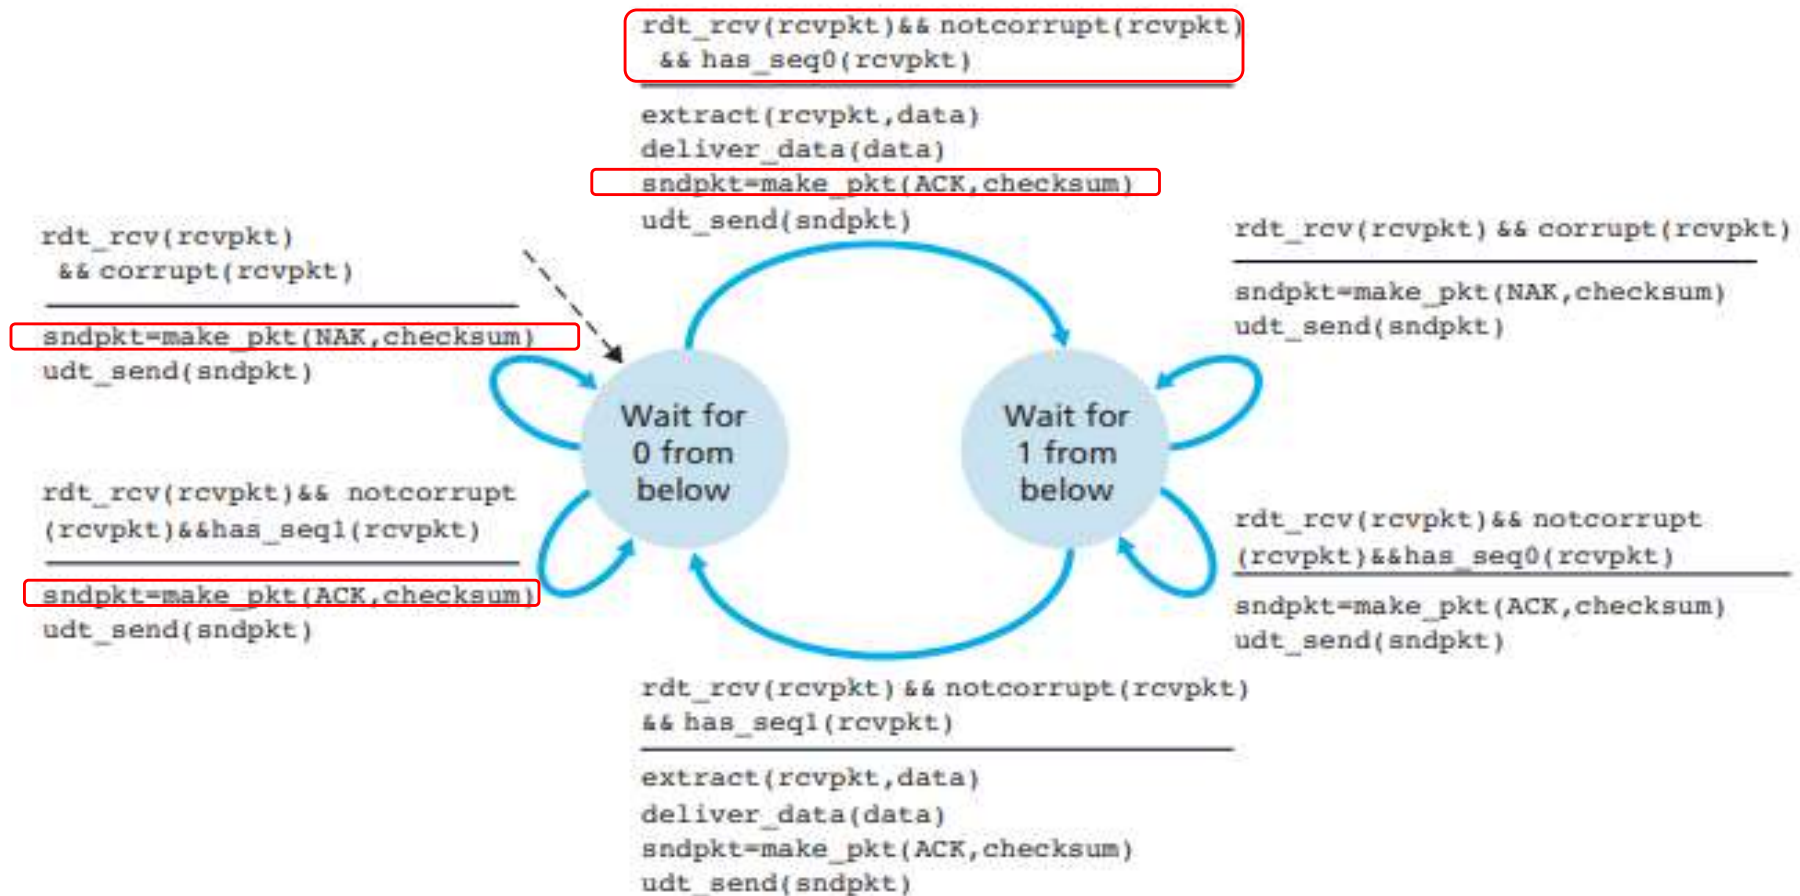 rdt_rcv(rcvpkt)&& notcorrupt(rcvpkt)
&& has_seq0(rcvpkt)
extract(rcvpkt,data)
deliver_data(data)
sndpkt=make_pkt(ACK,checksum)
udt_send(sndpkt)
rdt_rcv(rcvpkt)
&& corrupt(rcvpkt)
sndpkt=make_pkt(NAK,checksum)
udt_send(sndpkt)
rdt_rcv(rcvpkt) && corrupt(rcvpkt)
sndpkt=make_pkt(NAK,checksum)
udt_send(sndpkt)
Wait for
0 from
below
Wait for
1 from
below
rdt_rcv(rcvpkt)&& notcorrupt
(rcvpkt)&&has_seq1(rcvpkt)
sndpkt=make_pkt(ACK,checksum)
udt_send(sndpkt)
rdt_rcv(rcvpkt)&& notcorrupt
(rcvpkt)&&has_seq0(rcvpkt)
sndpkt=make_pkt(ACK,checksum)
udt_send(sndpkt)
rdt_rcv(rcvpkt) && notcorrupt(rcvpkt)
&& has_seq1(rcvpkt)
extract(rcvpkt,data)
deliver_data(data)
sndpkt=make_pkt(ACK,checksum)
udt_send(sndpkt)